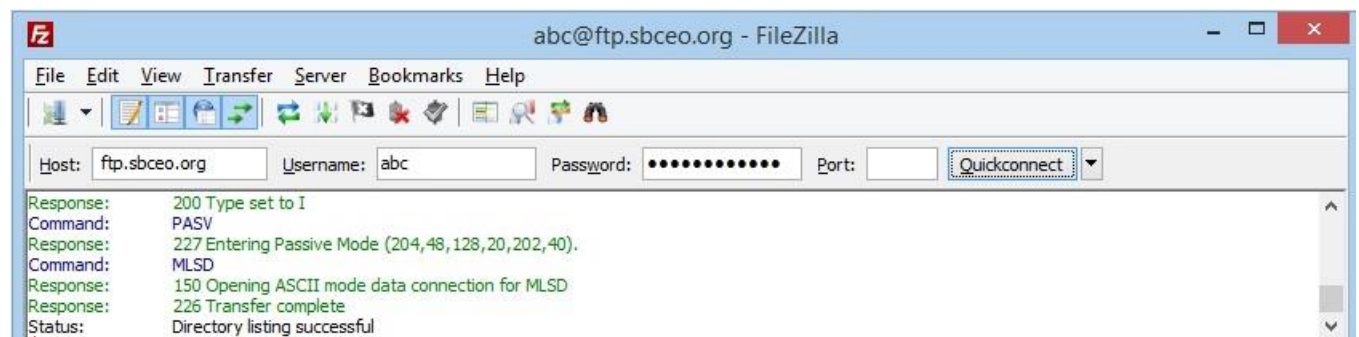 Fz
abc@ftp.sbceo.org - FileZilla
File Edit View Transfer Server Bookmarks Help
Host: ftp.sbceo.org Username: abc Password: •••••••••••• Port: Quickconnect
Response: 200 Type set to I
Command: PASV
Response: 227 Entering Passive Mode (204,48,128,20,202,40).
Command: MLSD
Response: 150 Opening ASCII mode data connection for MLSD
Response: 226 Transfer complete
Status: Directory listing successful